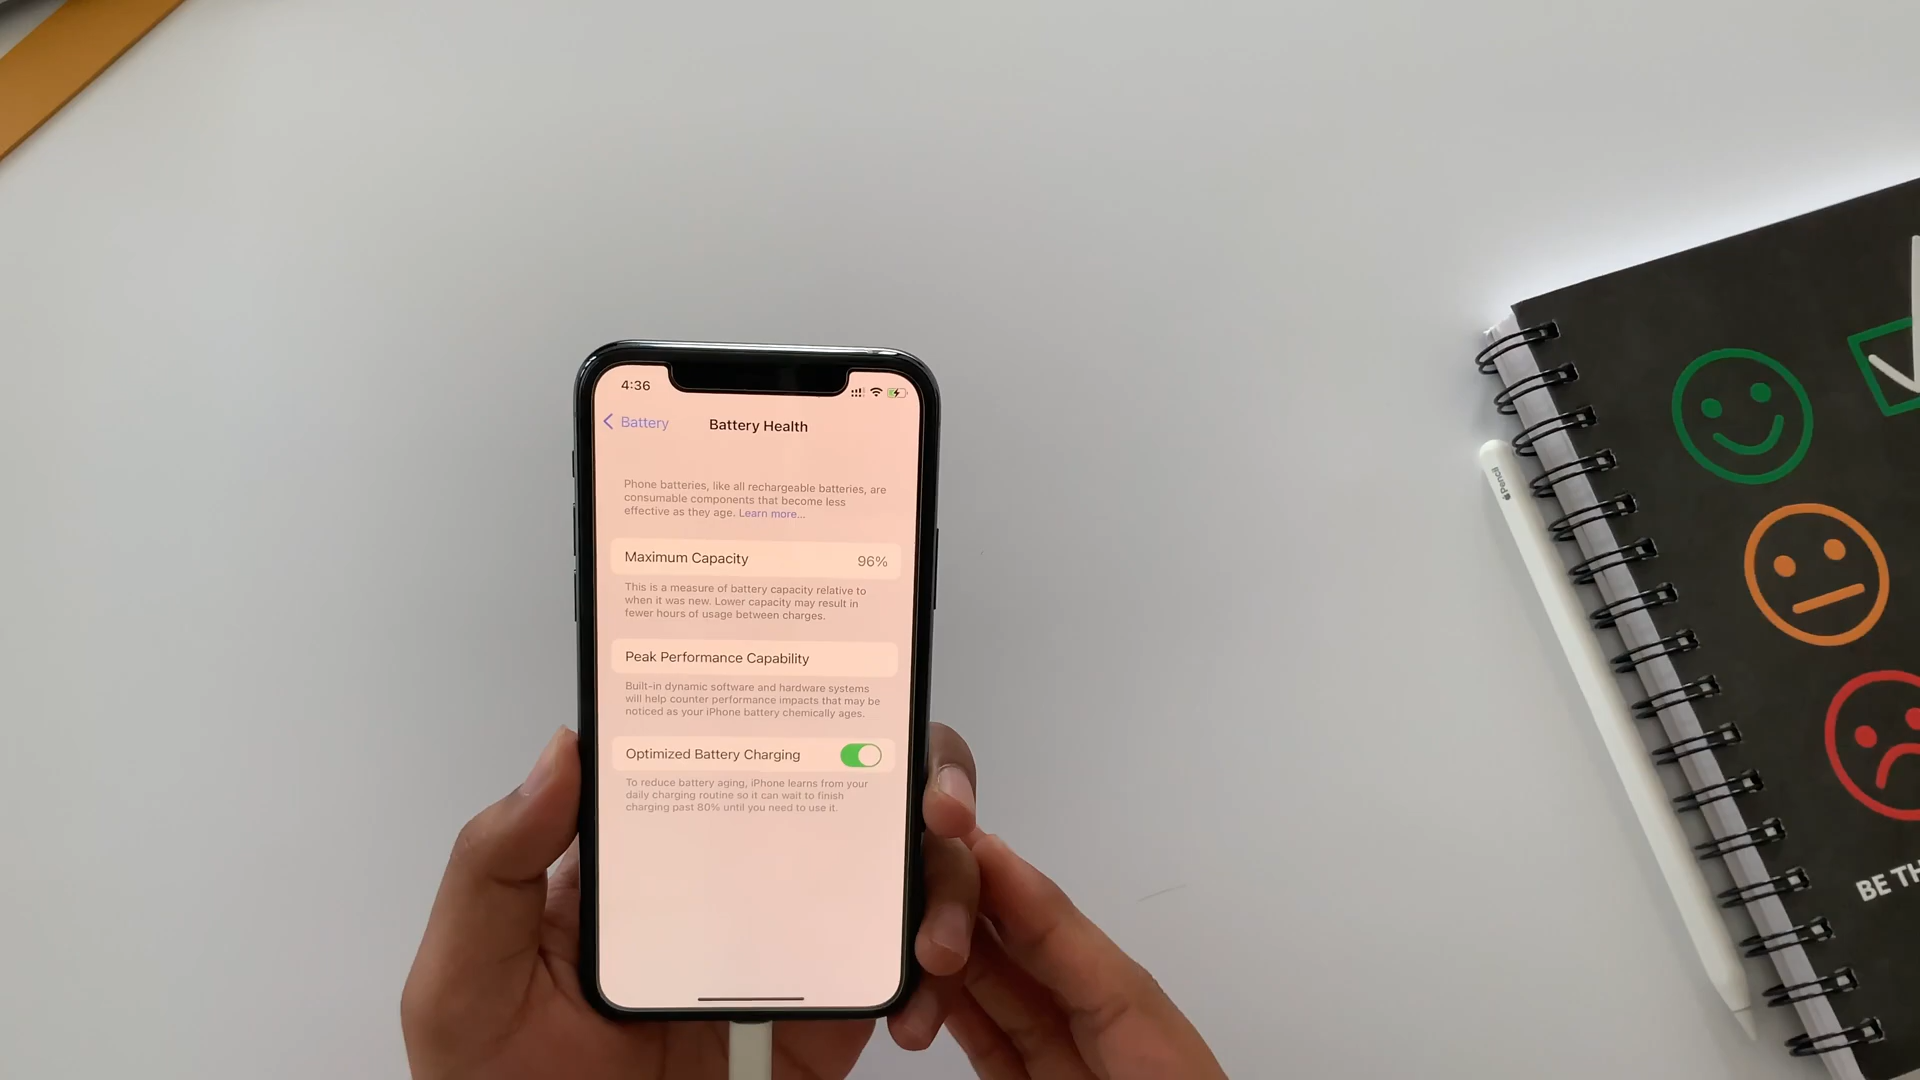 4:36
Battery
Battery Health
Phone batteries, like all rechargeable batteries, are
consumable components that become less
effective as they age. Learn more...
Maximum Capacity 96%
This is a measure of battery capacity relative to
when it was new. Lower capacity may result in
fewer hours of usage between charges.
Peak Performance Capability
Built-in dynamic software and hardware systems
will help counter performance impacts that may be
noticed as your iPhone battery chemically ages.
Optimized Battery Charging
To reduce battery aging, iPhone learns from your
daily charging routine so it can wait to finish
charging past 80% until you need to use it.
Pencil
BE TH